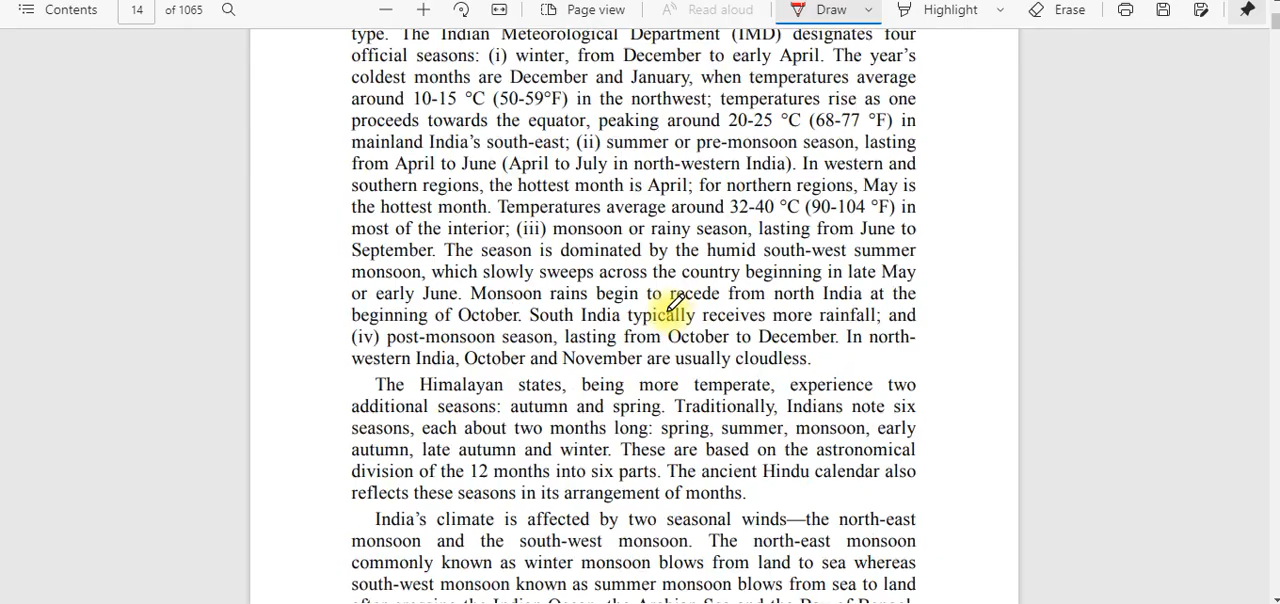 Contents
14
of 1065
Page view
Read aloud
Draw
Highlight
Erase
type. The Indian Meteorological Department (IMD) designates four
official seasons: (i) winter, from December to early April. The year’s
coldest months are December and January, when temperatures average
around 10-15 °C (50-59°F) in the northwest; temperatures rise as one
proceeds towards the equator, peaking around 20-25 °C (68-77 °F) in
mainland India’s south-east; (ii) summer or pre-monsoon season, lasting
from April to June (April to July in north-western India). In western and
southern regions, the hottest month is April; for northern regions, May is
the hottest month. Temperatures average around 32-40 °C (90-104 °F) in
most of the interior; (iii) monsoon or rainy season, lasting from June to
September. The season is dominated by the humid south-west summer
monsoon, which slowly sweeps across the country beginning in late May
or early June. Monsoon rains begin to recede from north India at the
beginning of October. South India typically receives more rainfall; and
(iv) post-monsoon season, lasting from October to December. In north-
western India, October and November are usually cloudless.
The Himalayan states, being more temperate, experience two
additional seasons: autumn and spring. Traditionally, Indians note six
seasons, each about two months long: spring, summer, monsoon, early
autumn, late autumn and winter. These are based on the astronomical
division of the 12 months into six parts. The ancient Hindu calendar also
reflects these seasons in its arrangement of months.
India’s climate is affected by two seasonal winds—the north-east
monsoon and the south-west monsoon. The north-east monsoon
commonly known as winter monsoon blows from land to sea whereas
south-west monsoon known as summer monsoon blows from sea to land
after crossing the Indian Ocean, the Arabian Sea and the Bay of Bengal.